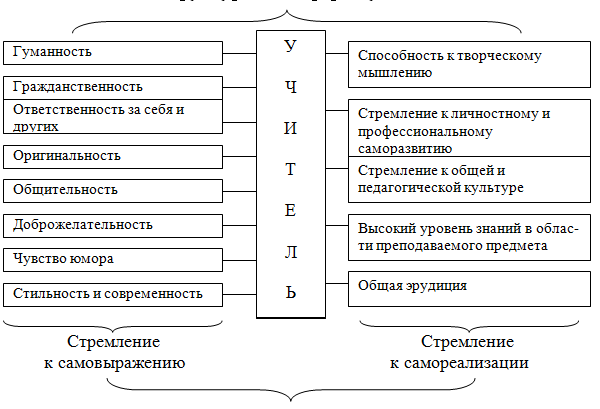 Гуманность
Гражданственность
Ответственность за себя и
других
Оригинальность
Общительность
Доброжелательность
Чувство юмора
Стильность и современность
У
Ч
И
Т
Е
Л
Ь
Способность к творческому
мышлению
Стремление к личностному и
профессиональному
саморазвитию
Стремление к общей и
педагогической культуре
Высокий уровень знаний в облас-
ти преподаваемого предмета
Общая эрудиция
Стремление
к самовыражению
Стремление
к самореализации